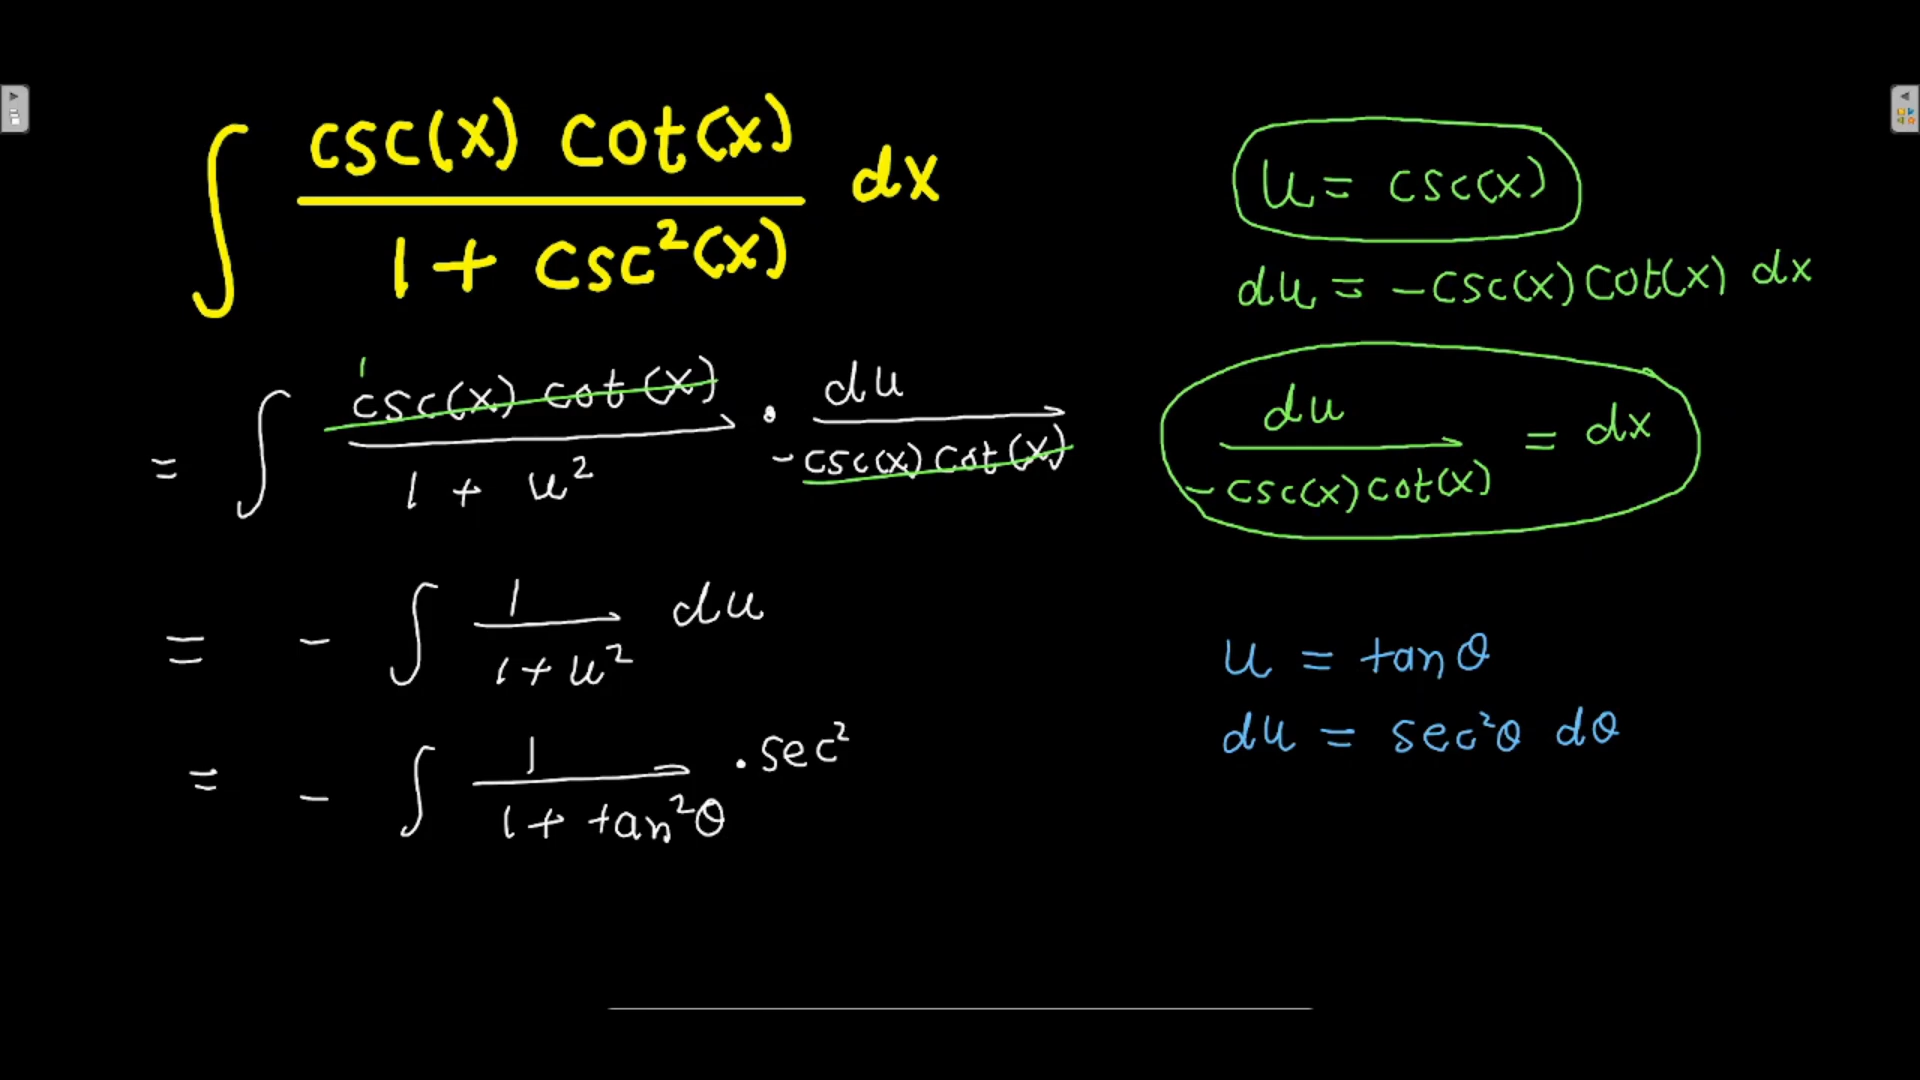 ∫ csc(x) cot(x) / 1 + csc²(x) dx
u = csc(x)
du = -csc(x) cot(x) dx
du / -csc(x) cot(x) = dx
= ∫ csc(x) cot(x) / 1 + u² · du / -csc(x) cot(x)
1
= - ∫ 1 / 1 + u² du
u = tan θ
du = sec²θ dθ
= - ∫ 1 / 1 + tan²θ · sec²